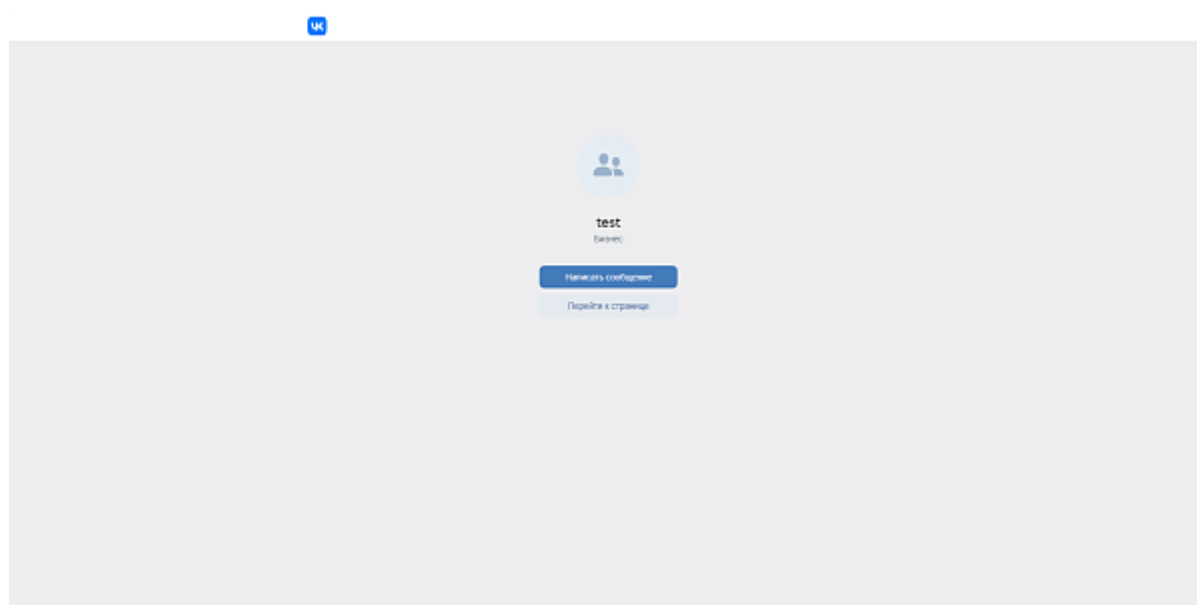 VK
test
Бизнес
Написать сообщение
Перейти к странице